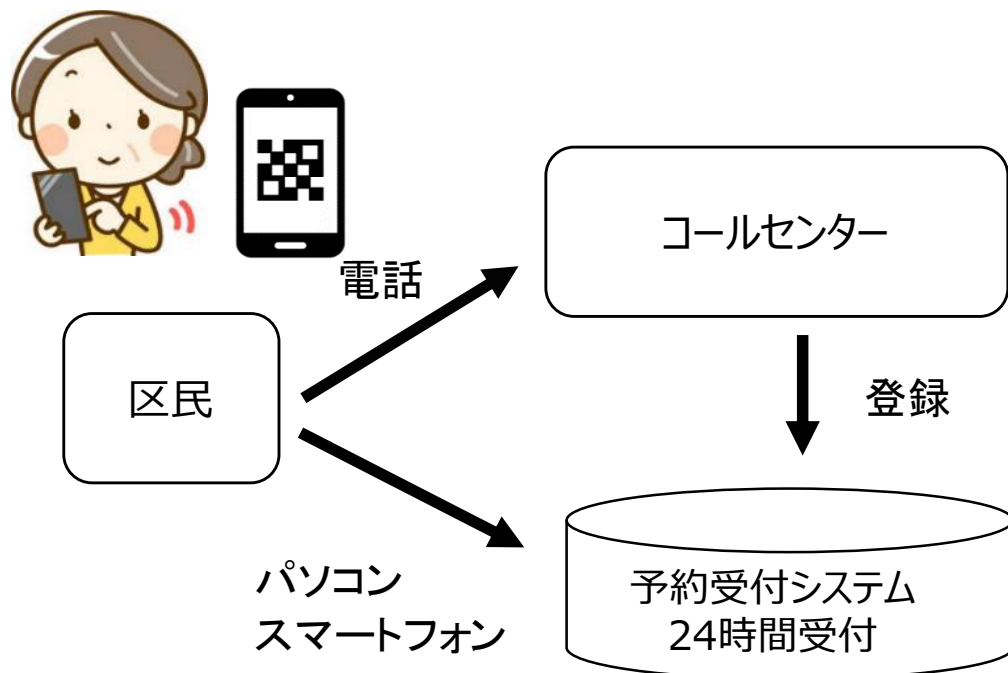 電話
コールセンター
区民
登録
パソコン
スマートフォン
予約受付システム
24時間受付